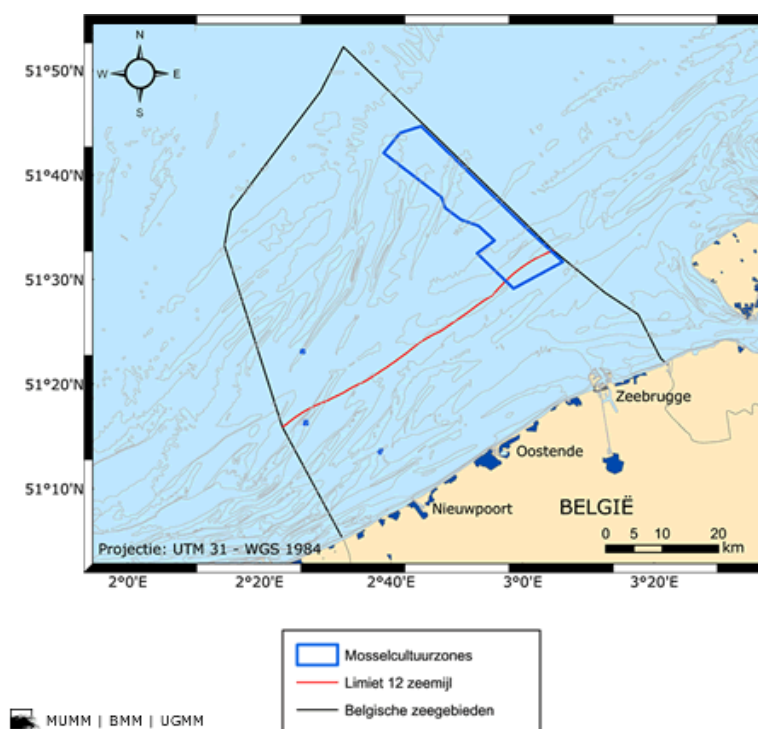 N
W E
S
51°50'N
51°40'N
51°30'N
51°20'N
51°10'N
Zeebrugge
Oostende
Nieuwpoort
BELGIË
0 5 10 20
km
Projectie: UTM 31 - WGS 1984
2°0'E 2°20'E 2°40'E 3°0'E 3°20'E
Mosselcultuurzones
Limiet 12 zeemijl
Belgische zeegebieden
MUMM | BMM | UGMM